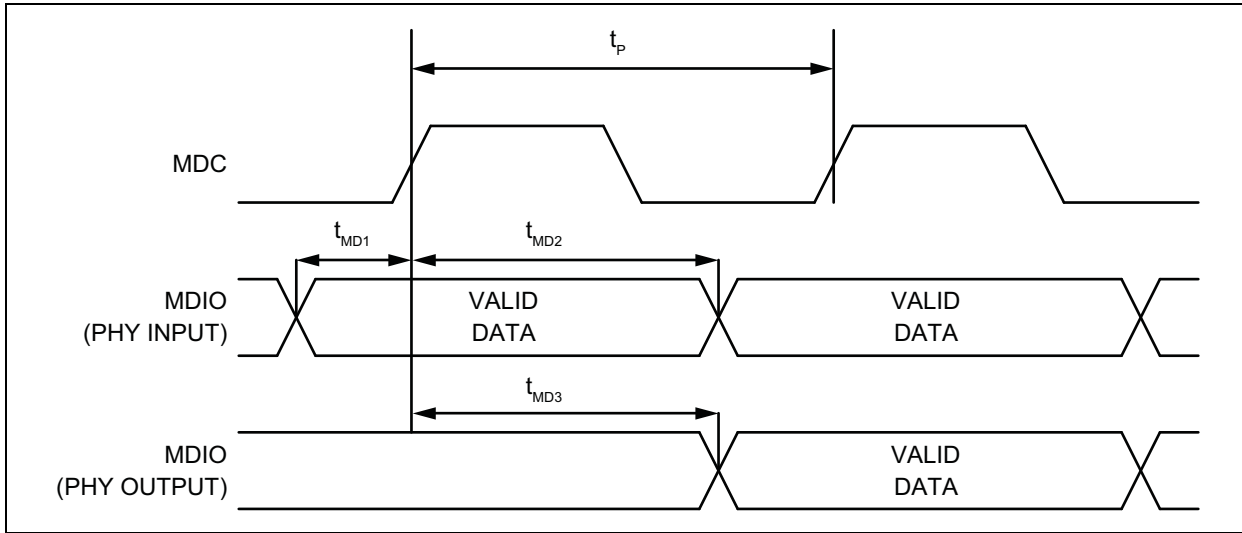 tP
MDC
tMD1 tMD2
MDIO
(PHY INPUT)
VALID
DATA
VALID
DATA
tMD3
MDIO
(PHY OUTPUT)
VALID
DATA